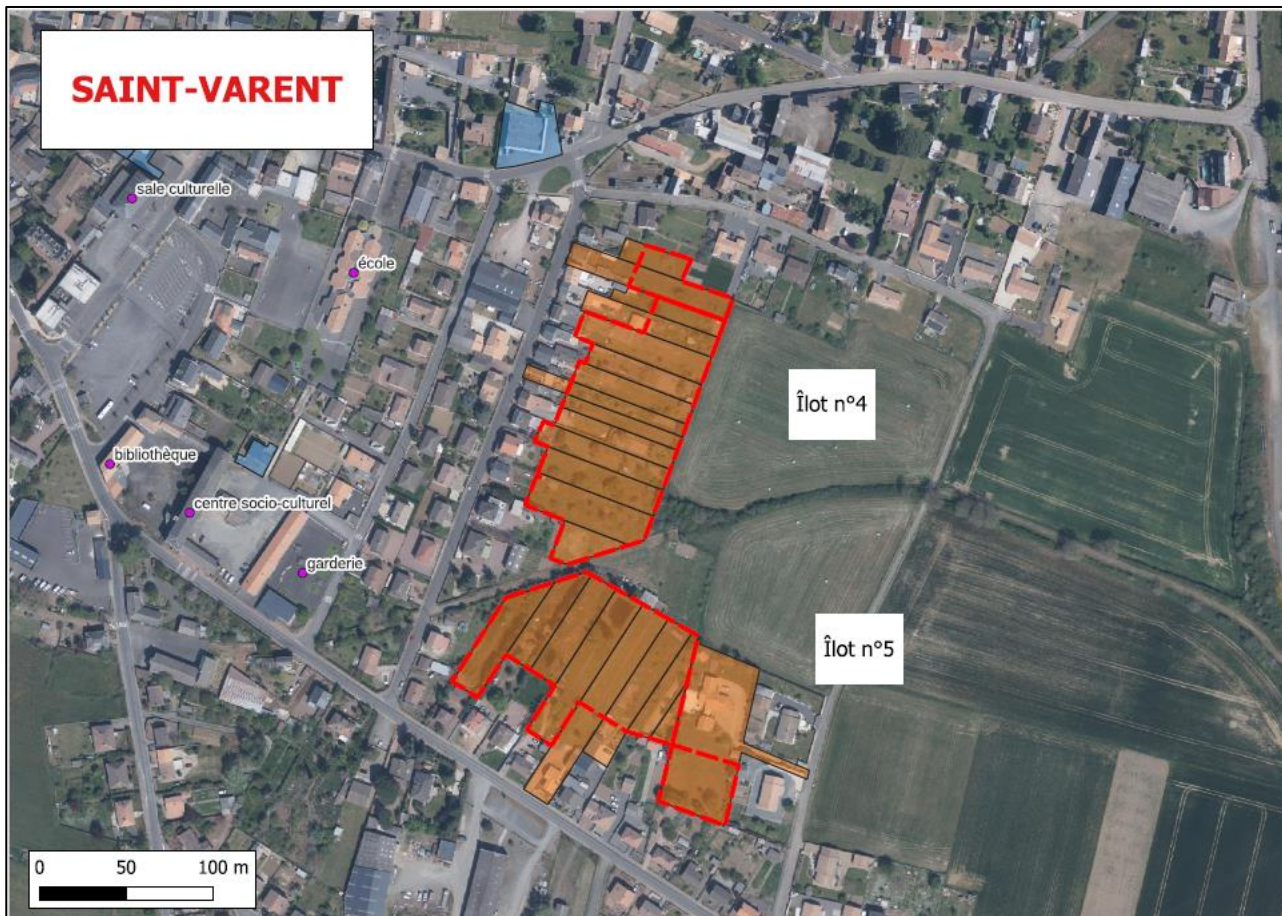 SAINT-VARENT
sale culturelle
école
Îlot n°4
bibliothèque
centre socio-culturel
garderie
Îlot n°5
0 50 100 m